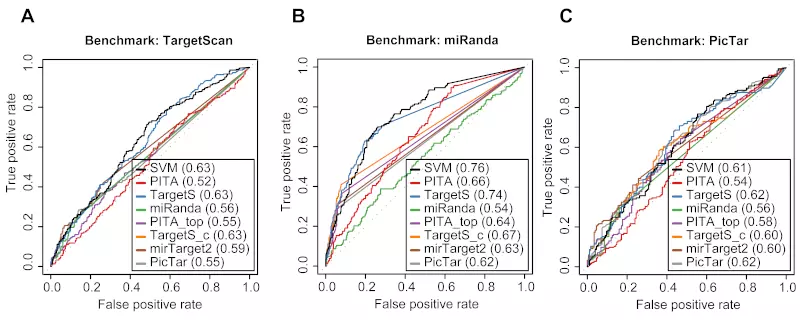 A
Benchmark: TargetScan
True positive rate
0.0 0.2 0.4 0.6 0.8 1.0
SVM (0.63)
PITA (0.52)
TargetS (0.63)
miRanda (0.56)
PITA_top (0.55)
TargetS_c (0.63)
mirTarget2 (0.59)
PicTar (0.55)
0.0 0.2 0.4 0.6 0.8 1.0
False positive rate
B
Benchmark: miRanda
True positive rate
0.0 0.2 0.4 0.6 0.8 1.0
SVM (0.76)
PITA (0.66)
TargetS (0.74)
miRanda (0.54)
PITA_top (0.64)
TargetS_c (0.67)
mirTarget2 (0.63)
PicTar (0.62)
0.0 0.2 0.4 0.6 0.8 1.0
False positive rate
C
Benchmark: PicTar
True positive rate
0.0 0.2 0.4 0.6 0.8 1.0
SVM (0.61)
PITA (0.54)
TargetS (0.62)
miRanda (0.56)
PITA_top (0.58)
TargetS_c (0.60)
mirTarget2 (0.60)
PicTar (0.62)
0.0 0.2 0.4 0.6 0.8 1.0
False positive rate